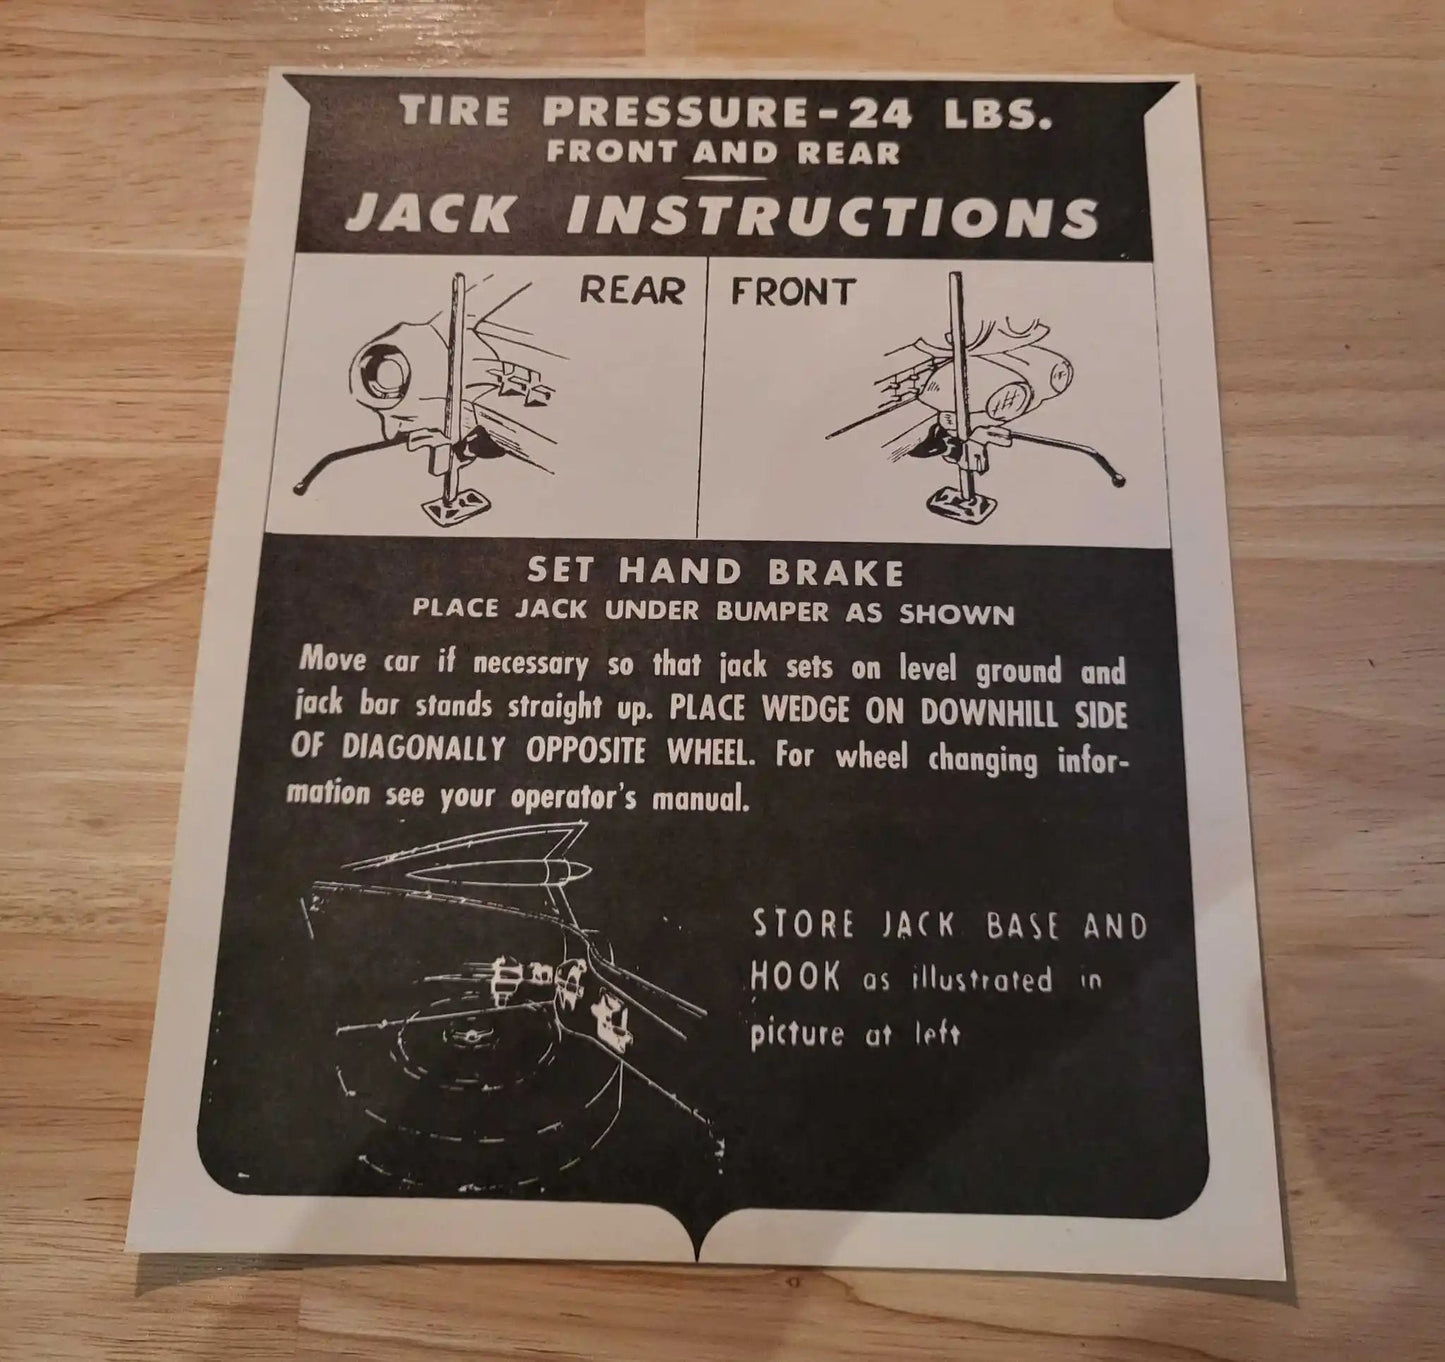 TIRE PRESSURE-24 LBS.
FRONT AND REAR
JACK INSTRUCTIONS
REAR
FRONT
SET HAND BRAKE
PLACE JACK UNDER BUMPER AS SHOWN
Move car if necessary so that jack sets on level ground and
jack bar stands straight up. PLACE WEDGE ON DOWNHILL SIDE
OF DIAGONALLY OPPOSITE WHEEL. For wheel changing infor-
mation see your operator's manual.
STORE JACK BASE AND
HOOK as illustrated in
picture at left